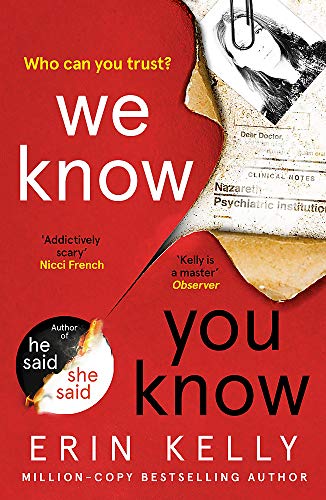 Who can you trust?
we
know
Dear Doctor,
CLINICAL NOTES
Nazaret
Psychiatric Institution
'Addictively
scary'
Nicci French
'Kelly is
a master'
Observer
Author of
he
said
she
said
you
know
ERIN KELLY
MILLION-COPY BESTSELLING AUTHOR